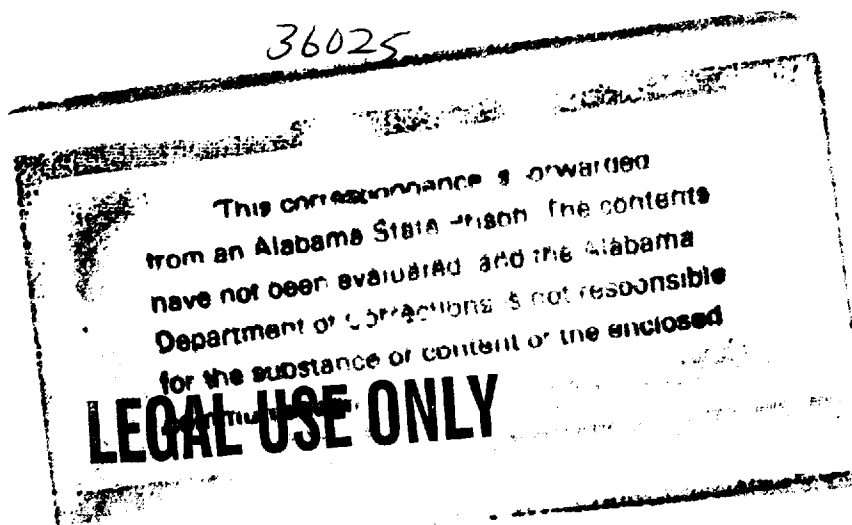 36025
"This correspondence is forwarded
from an Alabama State Prison. The contents
have not been evaluated, and the Alabama
Department of Corrections is not responsible
for the substance or content of the enclosed
LEGAL USE ONLY